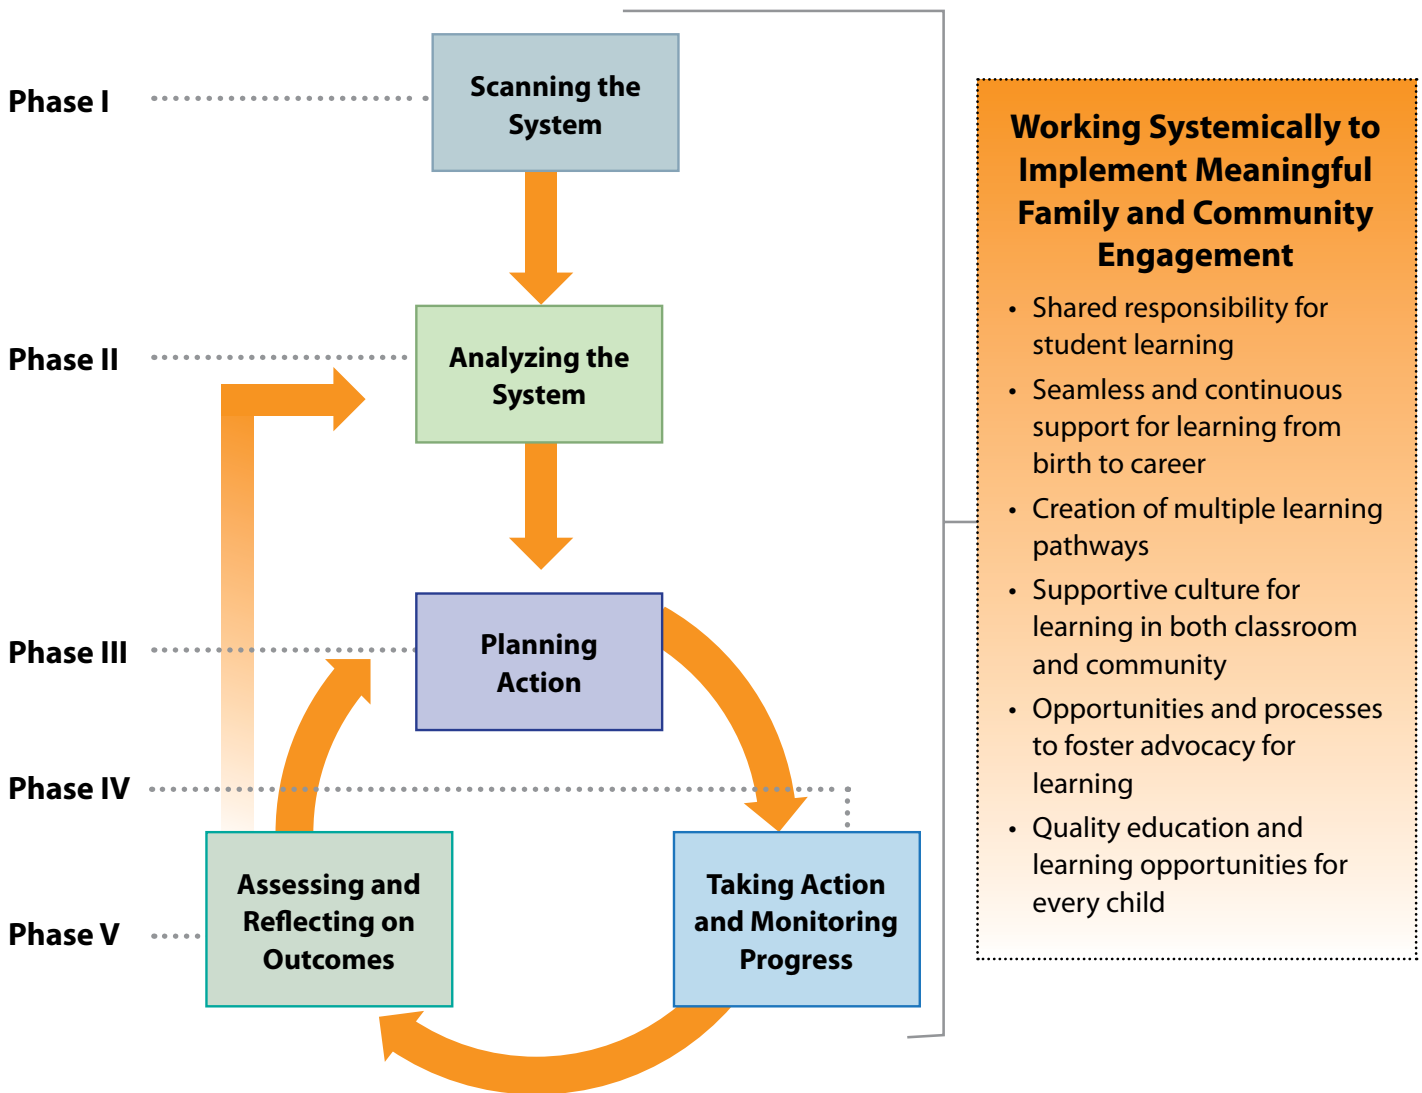 Phase I
Scanning the
System
Phase II
Analyzing the
System
Phase III
Planning
Action
Phase IV
Taking Action
and Monitoring
Progress
Phase V
Assessing and
Reflecting on
Outcomes
Working Systemically to
Implement Meaningful
Family and Community
Engagement
• Shared responsibility for
student learning
• Seamless and continuous
support for learning from
birth to career
• Creation of multiple learning
pathways
• Supportive culture for
learning in both classroom
and community
• Opportunities and processes
to foster advocacy for
learning
• Quality education and
learning opportunities for
every child